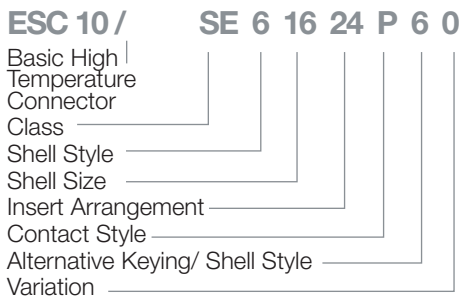 ESC 10 / SE 6 16 24 P 6 0
Basic High
Temperature
Connector
Class
Shell Style
Shell Size
Insert Arrangement
Contact Style
Alternative Keying/ Shell Style
Variation